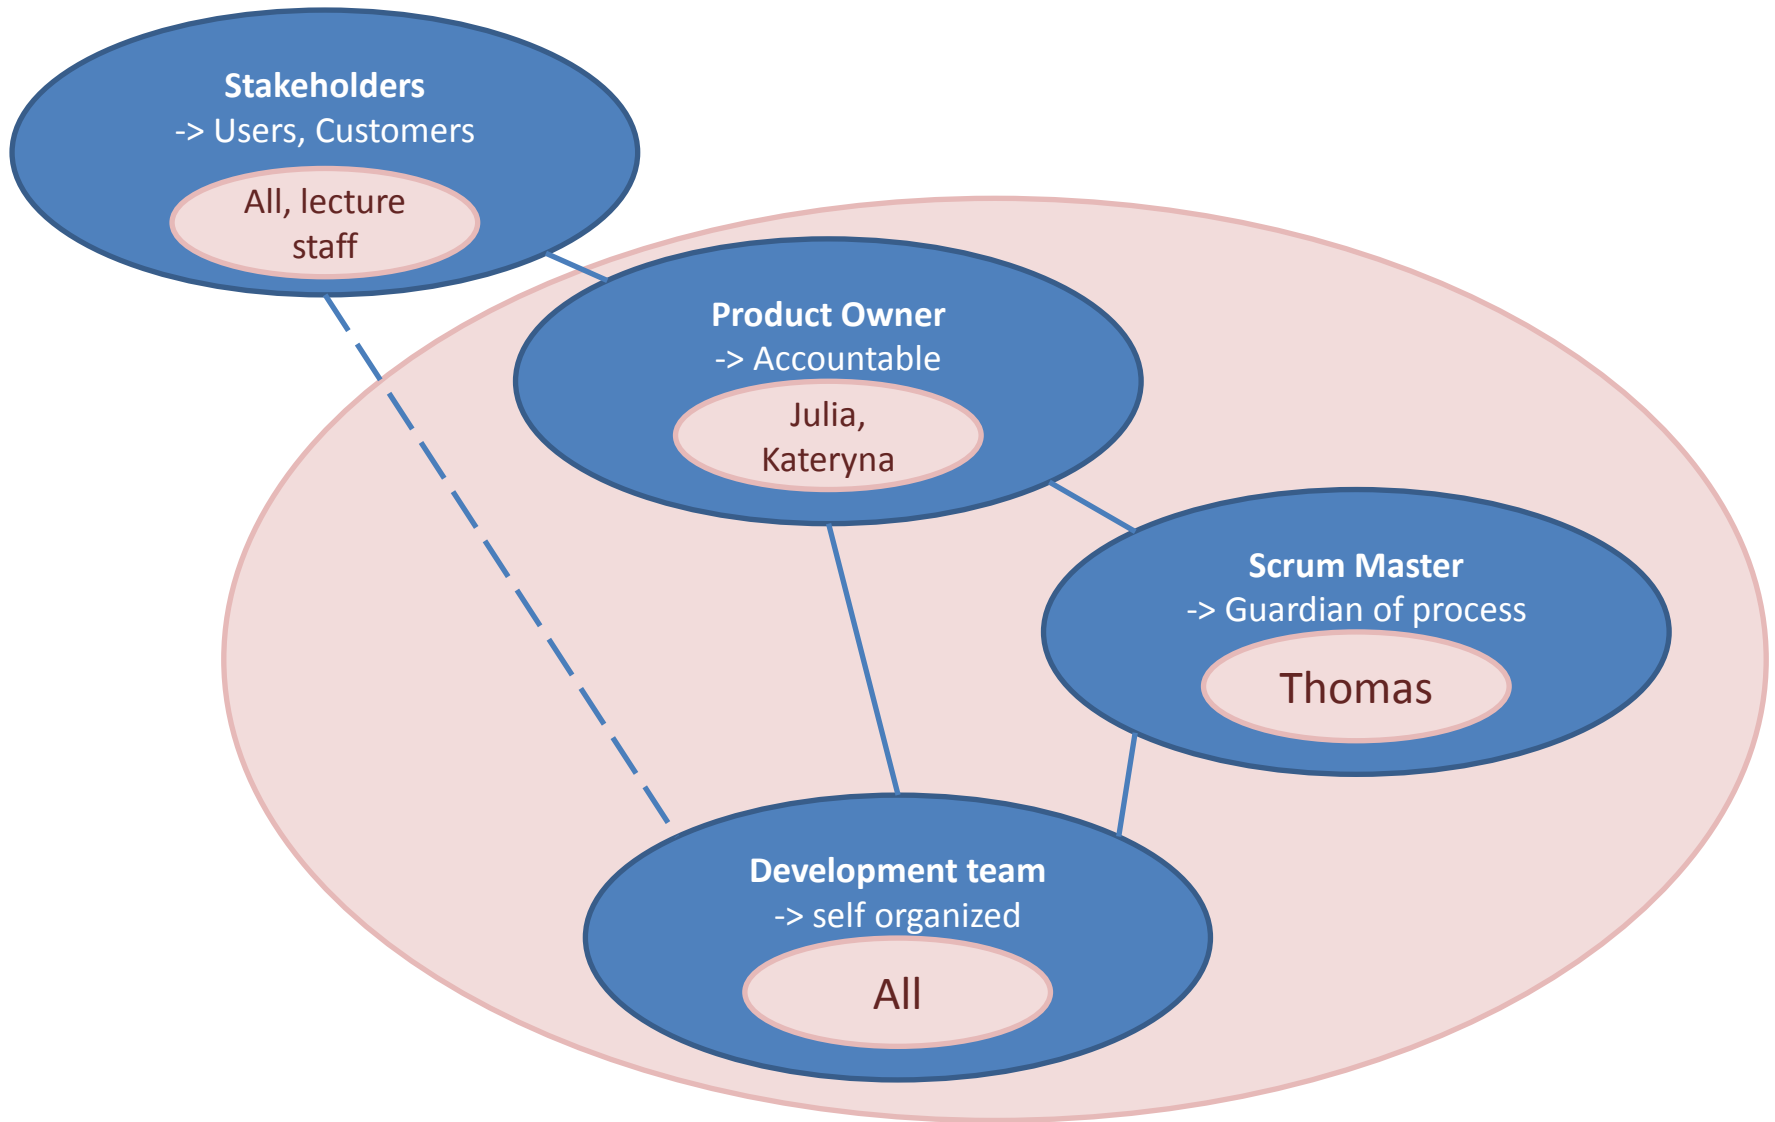 Stakeholders
-> Users, Customers
All, lecture
staff
Product Owner
-> Accountable
Julia,
Kateryna
Scrum Master
-> Guardian of process
Thomas
Development team
-> self organized
All